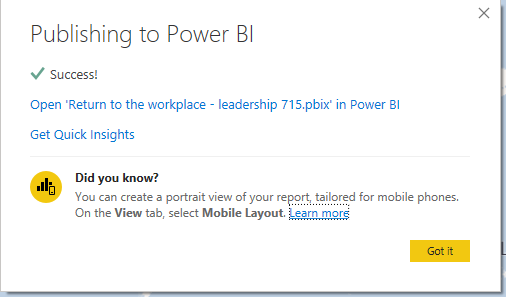 Publishing to Power BI
Success!
Open 'Return to the workplace - leadership 715.pbix' in Power BI
Get Quick Insights
Did you know?
You can create a portrait view of your report, tailored for mobile phones.
On the View tab, select Mobile Layout. Learn more
Got it
L